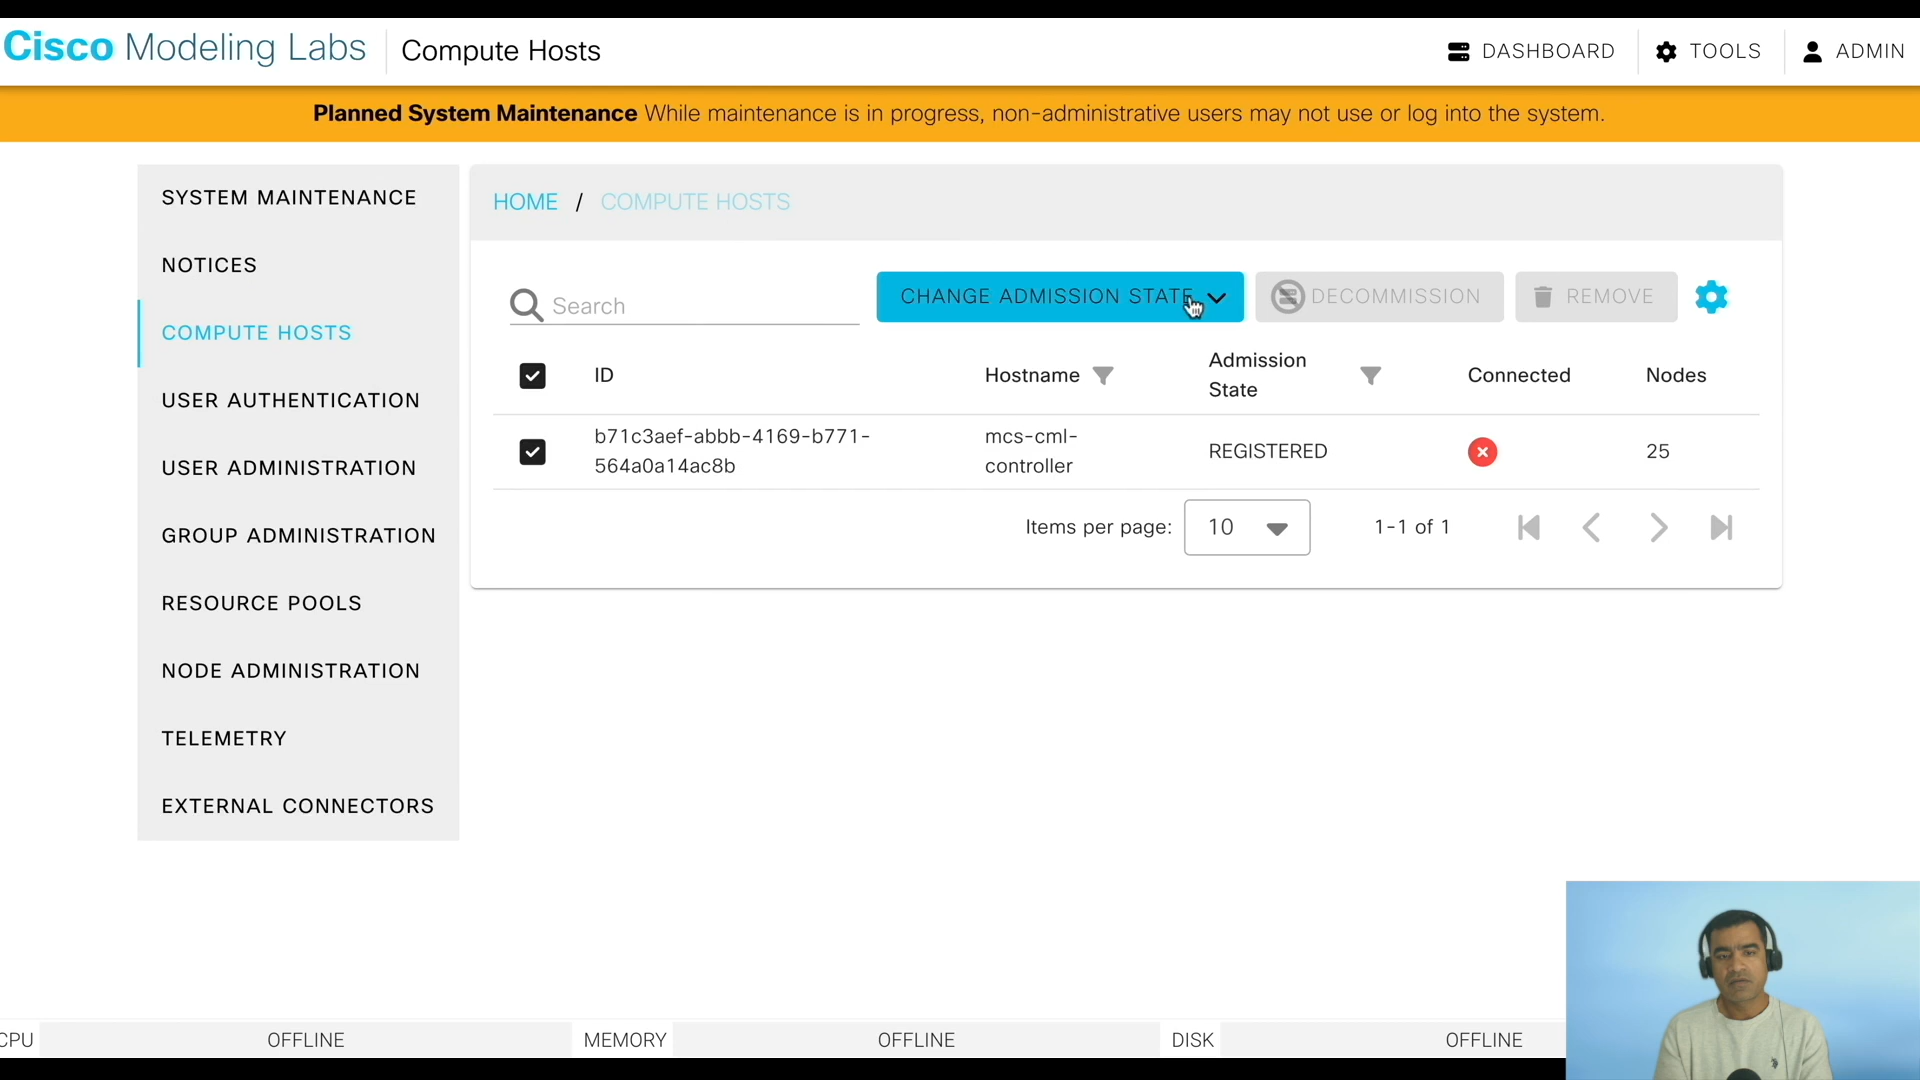 Cisco Modeling Labs
Compute Hosts
DASHBOARD
TOOLS
ADMIN
Planned System Maintenance While maintenance is in progress, non-administrative users may not use or log into the system.
SYSTEM MAINTENANCE
NOTICES
COMPUTE HOSTS
USER AUTHENTICATION
USER ADMINISTRATION
GROUP ADMINISTRATION
RESOURCE POOLS
NODE ADMINISTRATION
TELEMETRY
EXTERNAL CONNECTORS
HOME / COMPUTE HOSTS
Search
CHANGE ADMISSION STATE
DECOMMISSION
REMOVE
ID
Hostname
Admission
State
Connected
Nodes
b71c3aef-abbb-4169-b771-
564a0a14ac8b
mcs-cml-
controller
REGISTERED
25
Items per page:
10
1-1 of 1
CPU
OFFLINE
MEMORY
OFFLINE
DISK
OFFLINE